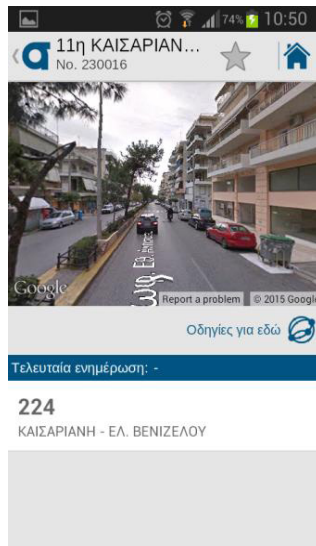 74% 10:50
11η ΚΑΙΣΑΡΙΑΝ...
No. 230016
Google
Report a problem
© 2015 Google
Οδηγίες για εδώ
Τελευταία ενημέρωση: -
224
ΚΑΙΣΑΡΙΑΝΗ - ΕΛ. ΒΕΝΙΖΕΛΟΥ